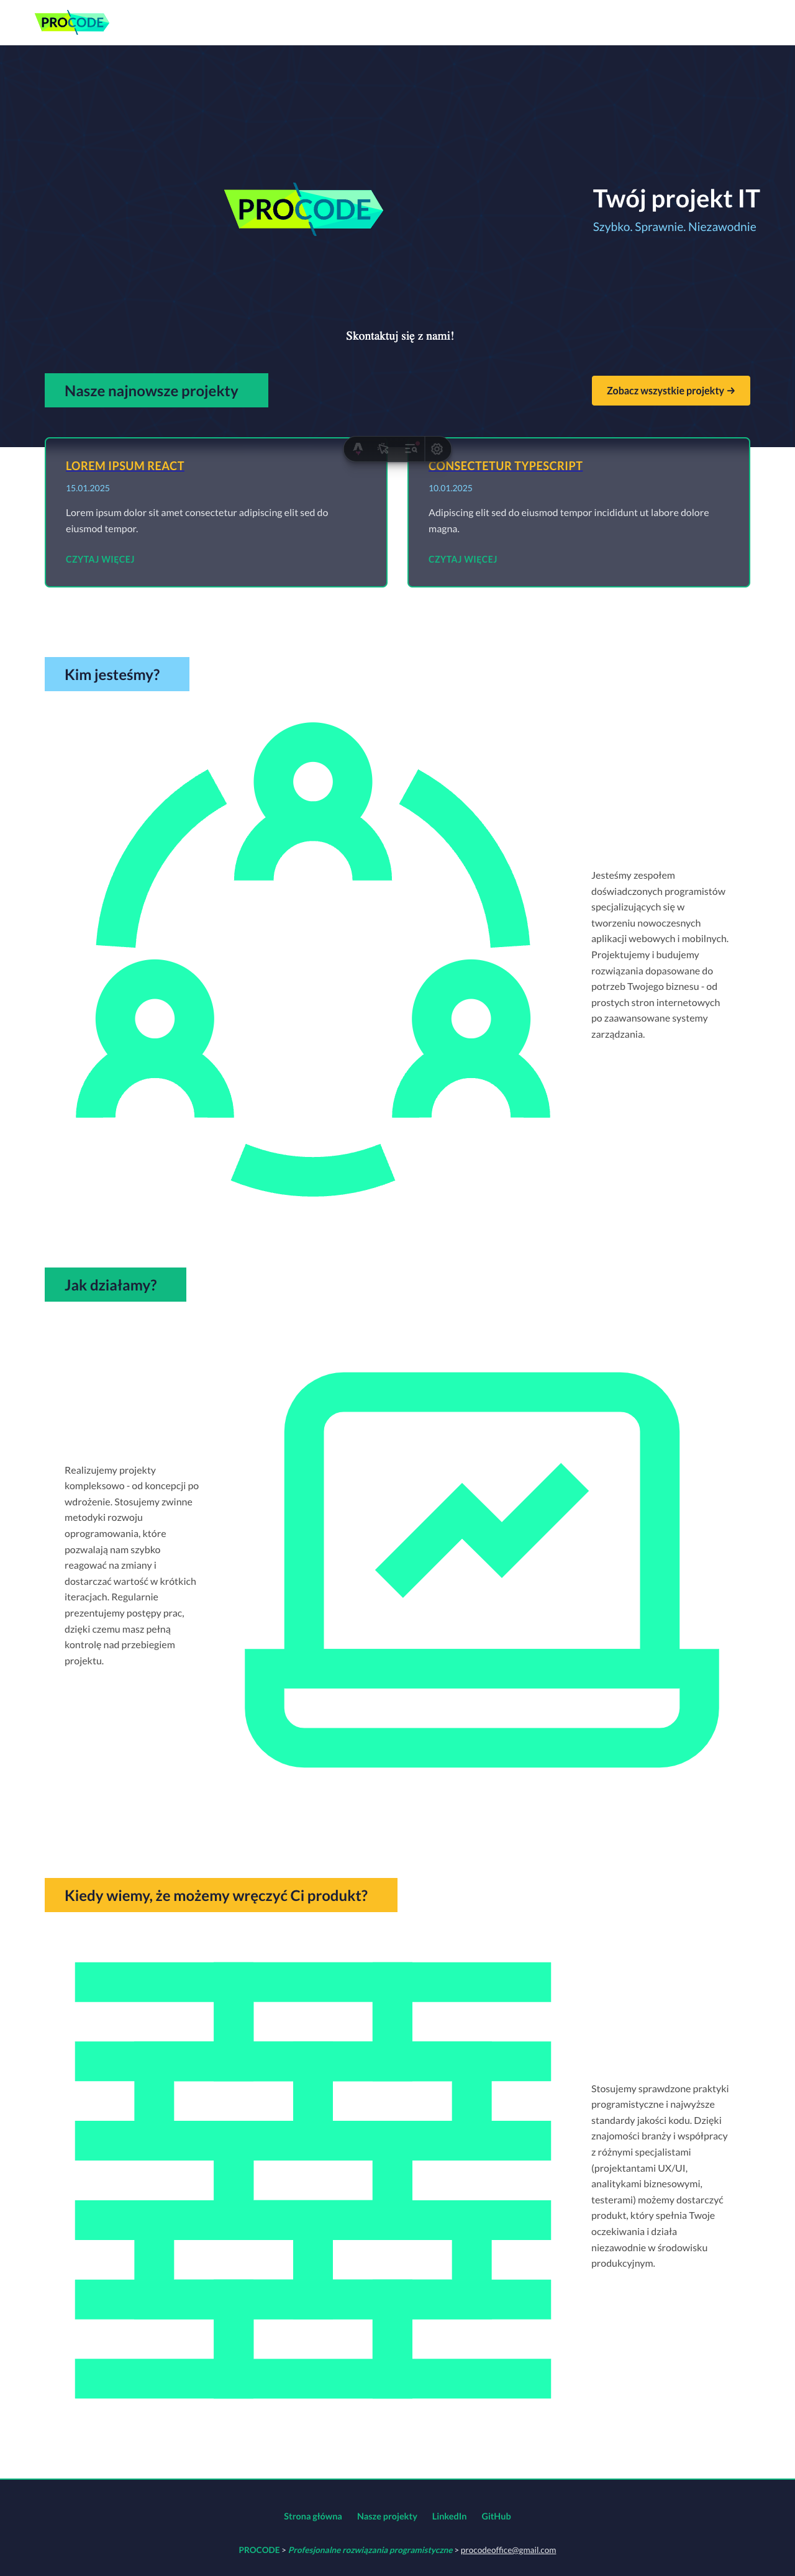 PROCODE
PROCODE
Twój projekt IT
Szybko. Sprawnie. Niezawodnie
Skontaktuj się z nami!
Nasze najnowsze projekty
Zobacz wszystkie projekty →
LOREM IPSUM REACT
15.01.2025
Lorem ipsum dolor sit amet consectetur adipiscing elit sed do
eiusmod tempor.
CZYTAJ WIĘCEJ
CONSECTETUR TYPESCRIPT
10.01.2025
Adipiscing elit sed do eiusmod tempor incididunt ut labore dolore
magna.
CZYTAJ WIĘCEJ
Kim jesteśmy?
Jesteśmy zespołem
doświadczonych programistów
specjalizujących się w
tworzeniu nowoczesnych
aplikacji webowych i mobilnych.
Projektujemy i budujemy
rozwiązania dopasowane do
potrzeb Twojego biznesu - od
prostych stron internetowych
po zaawansowane systemy
zarządzania.
Jak działamy?
Realizujemy projekty
kompleksowo - od koncepcji po
wdrożenie. Stosujemy zwinne
metodyki rozwoju
oprogramowania, które
pozwalają nam szybko
reagować na zmiany i
dostarczać wartość w krótkich
iteracjach. Regularnie
prezentujemy postępy prac,
dzięki czemu masz pełną
kontrolę nad przebiegiem
projektu.
Kiedy wiemy, że możemy wręczyć Ci produkt?
Stosujemy sprawdzone praktyki
programistyczne i najwyższe
standardy jakości kodu. Dzięki
znajomości branży i współpracy
z różnymi specjalistami
(projektantami UX/UI,
analitykami biznesowymi,
testerami) możemy dostarczyć
produkt, który spełnia Twoje
oczekiwania i działa
niezawodnie w środowisku
produkcyjnym.
Strona główna Nasze projekty LinkedIn GitHub
PROCODE > Profesjonalne rozwiązania programistyczne > procodeoffice@gmail.com